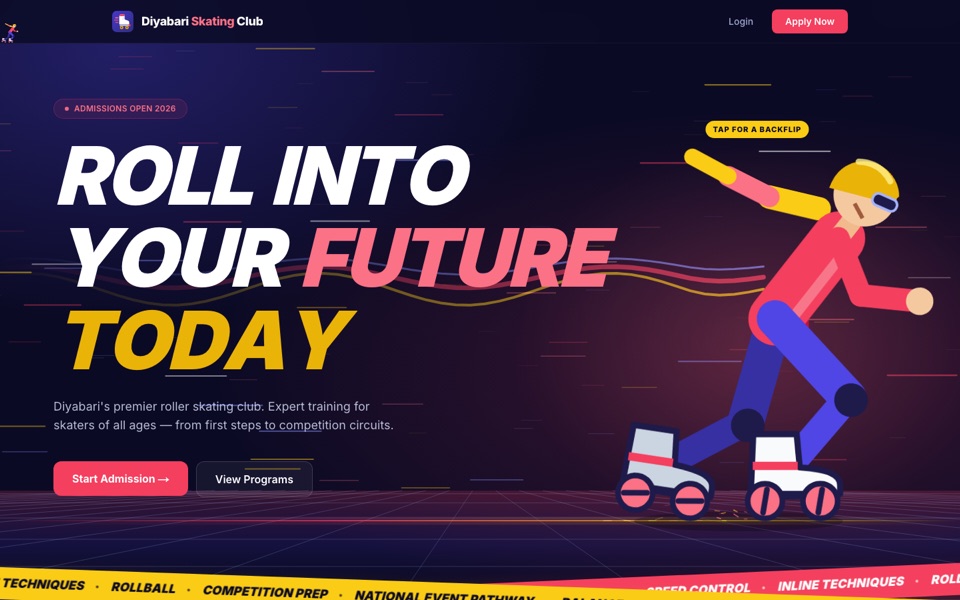 Diyabari Skating Club
Login
Apply Now
ADMISSIONS OPEN 2026
TAP FOR A BACKFLIP
ROLL INTO
YOUR FUTURE
TODAY
Diyabari's premier roller skating club. Expert training for
skaters of all ages — from first steps to competition circuits.
Start Admission →
View Programs
TECHNIQUES • ROLLBALL • COMPETITION PREP • NATIONAL EVENT PATHWAY
SPEED CONTROL • INLINE TECHNIQUES •